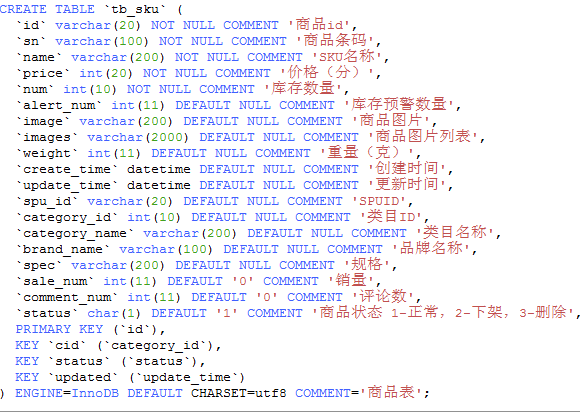 CREATE TABLE `tb_sku` (
`id` varchar(20) NOT NULL COMMENT '商品id',
`sn` varchar(100) NOT NULL COMMENT '商品条码',
`name` varchar(200) NOT NULL COMMENT 'SKU名称',
`price` int(20) NOT NULL COMMENT '价格（分）',
`num` int(10) NOT NULL COMMENT '库存数量',
`alert_num` int(11) DEFAULT NULL COMMENT '库存预警数量',
`image` varchar(200) DEFAULT NULL COMMENT '商品图片',
`images` varchar(2000) DEFAULT NULL COMMENT '商品图片列表',
`weight` int(11) DEFAULT NULL COMMENT '重量（克）',
`create_time` datetime DEFAULT NULL COMMENT '创建时间',
`update_time` datetime DEFAULT NULL COMMENT '更新时间',
`spu_id` varchar(20) DEFAULT NULL COMMENT 'SPUID',
`category_id` int(10) DEFAULT NULL COMMENT '类目ID',
`category_name` varchar(200) DEFAULT NULL COMMENT '类目名称',
`brand_name` varchar(100) DEFAULT NULL COMMENT '品牌名称',
`spec` varchar(200) DEFAULT NULL COMMENT '规格',
`sale_num` int(11) DEFAULT '0' COMMENT '销量',
`comment_num` int(11) DEFAULT '0' COMMENT '评论数',
`status` char(1) DEFAULT '1' COMMENT '商品状态 1-正常，2-下架，3-删除',
PRIMARY KEY (`id`),
KEY `cid` (`category_id`),
KEY `status` (`status`),
KEY `updated` (`update_time`)
) ENGINE=InnoDB DEFAULT CHARSET=utf8 COMMENT='商品表';